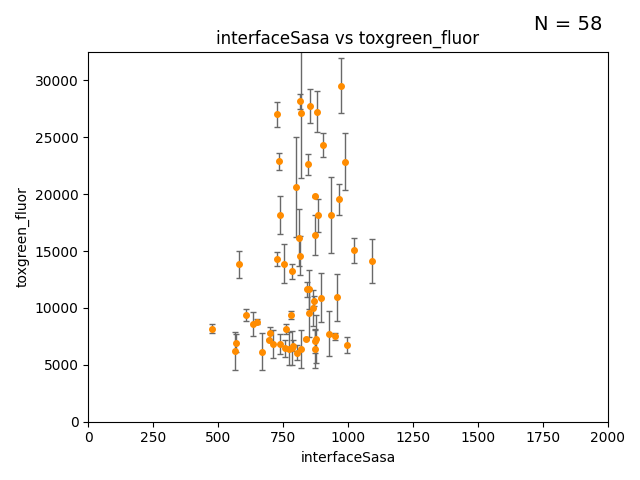 N = 58
interfaceSasa vs toxgreen_fluor
30000
25000
20000
15000
10000
5000
0
toxgreen_fluor
0 250 500 750 1000 1250 1500 1750 2000
interfaceSasa